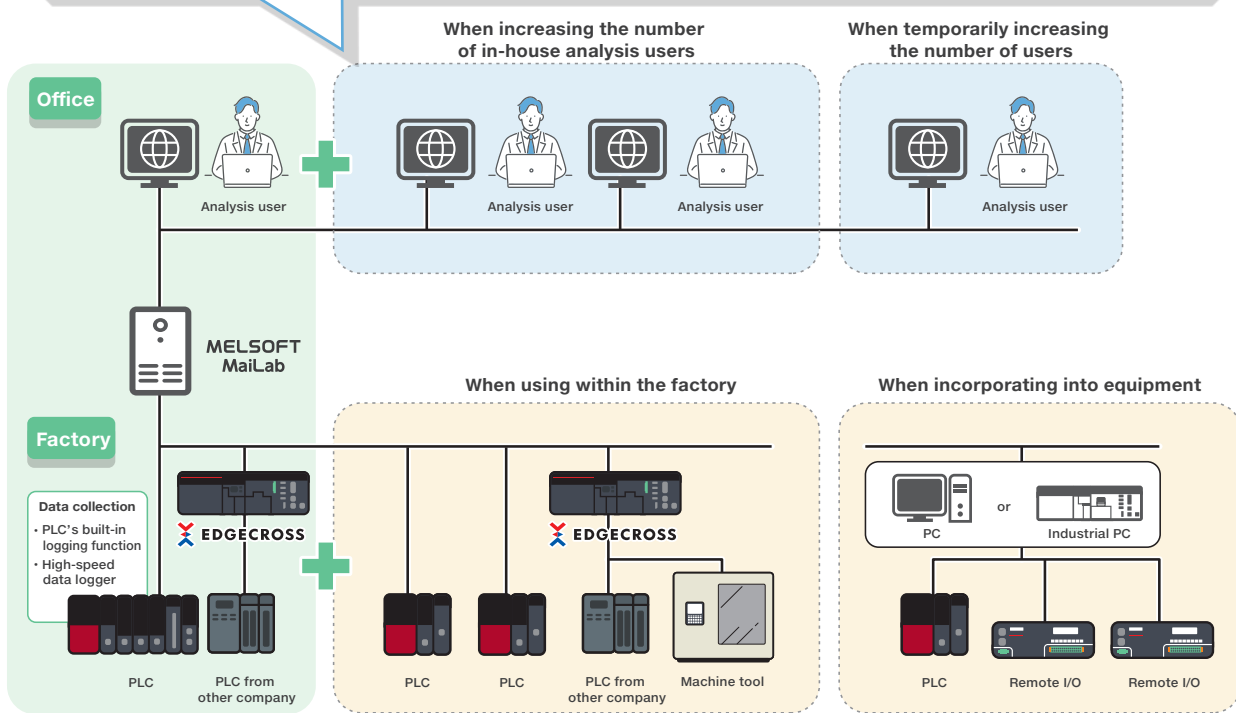 When increasing the number
of in-house analysis users
When temporarily increasing
the number of users
Office
Analysis user
Analysis user
Analysis user
Analysis user
MELSOFT
MaiLab
When using within the factory
When incorporating into equipment
Factory
Data collection
• PLC's built-in
logging function
• High-speed
data logger
EDGECROSS
EDGECROSS
PC
or
Industrial PC
PLC
PLC from
other company
PLC
PLC
PLC from
other company
Machine tool
PLC
Remote I/O
Remote I/O